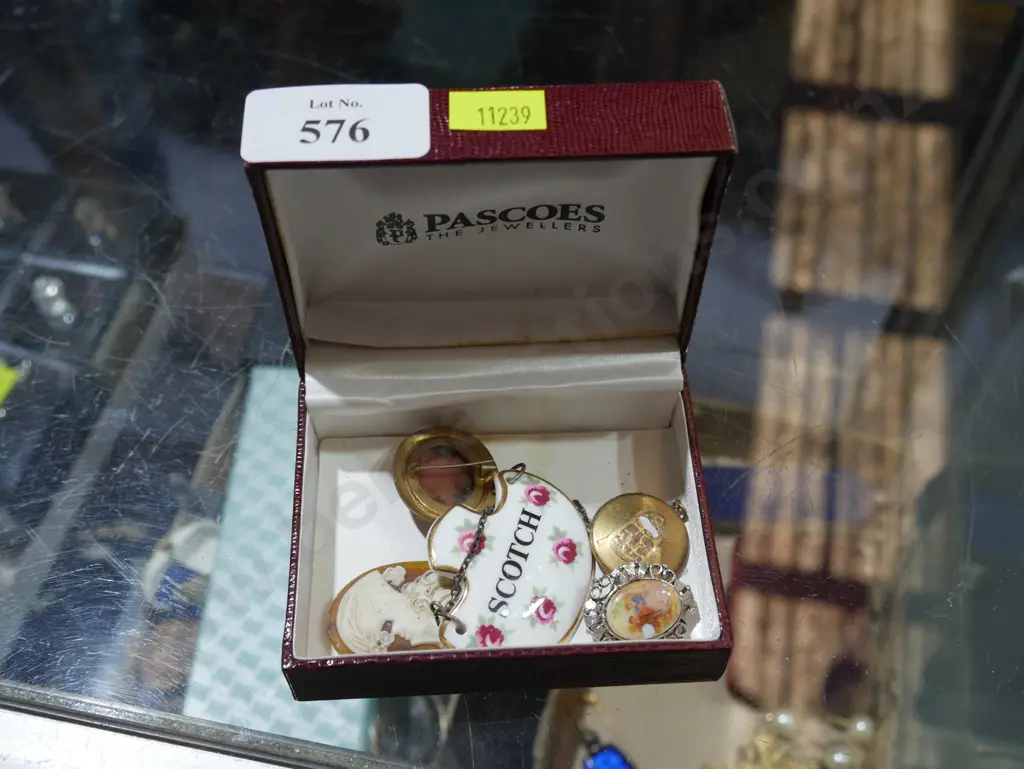 Lot No.
576
11239
PASCOES
THE JEWELLERS
SCOTCH